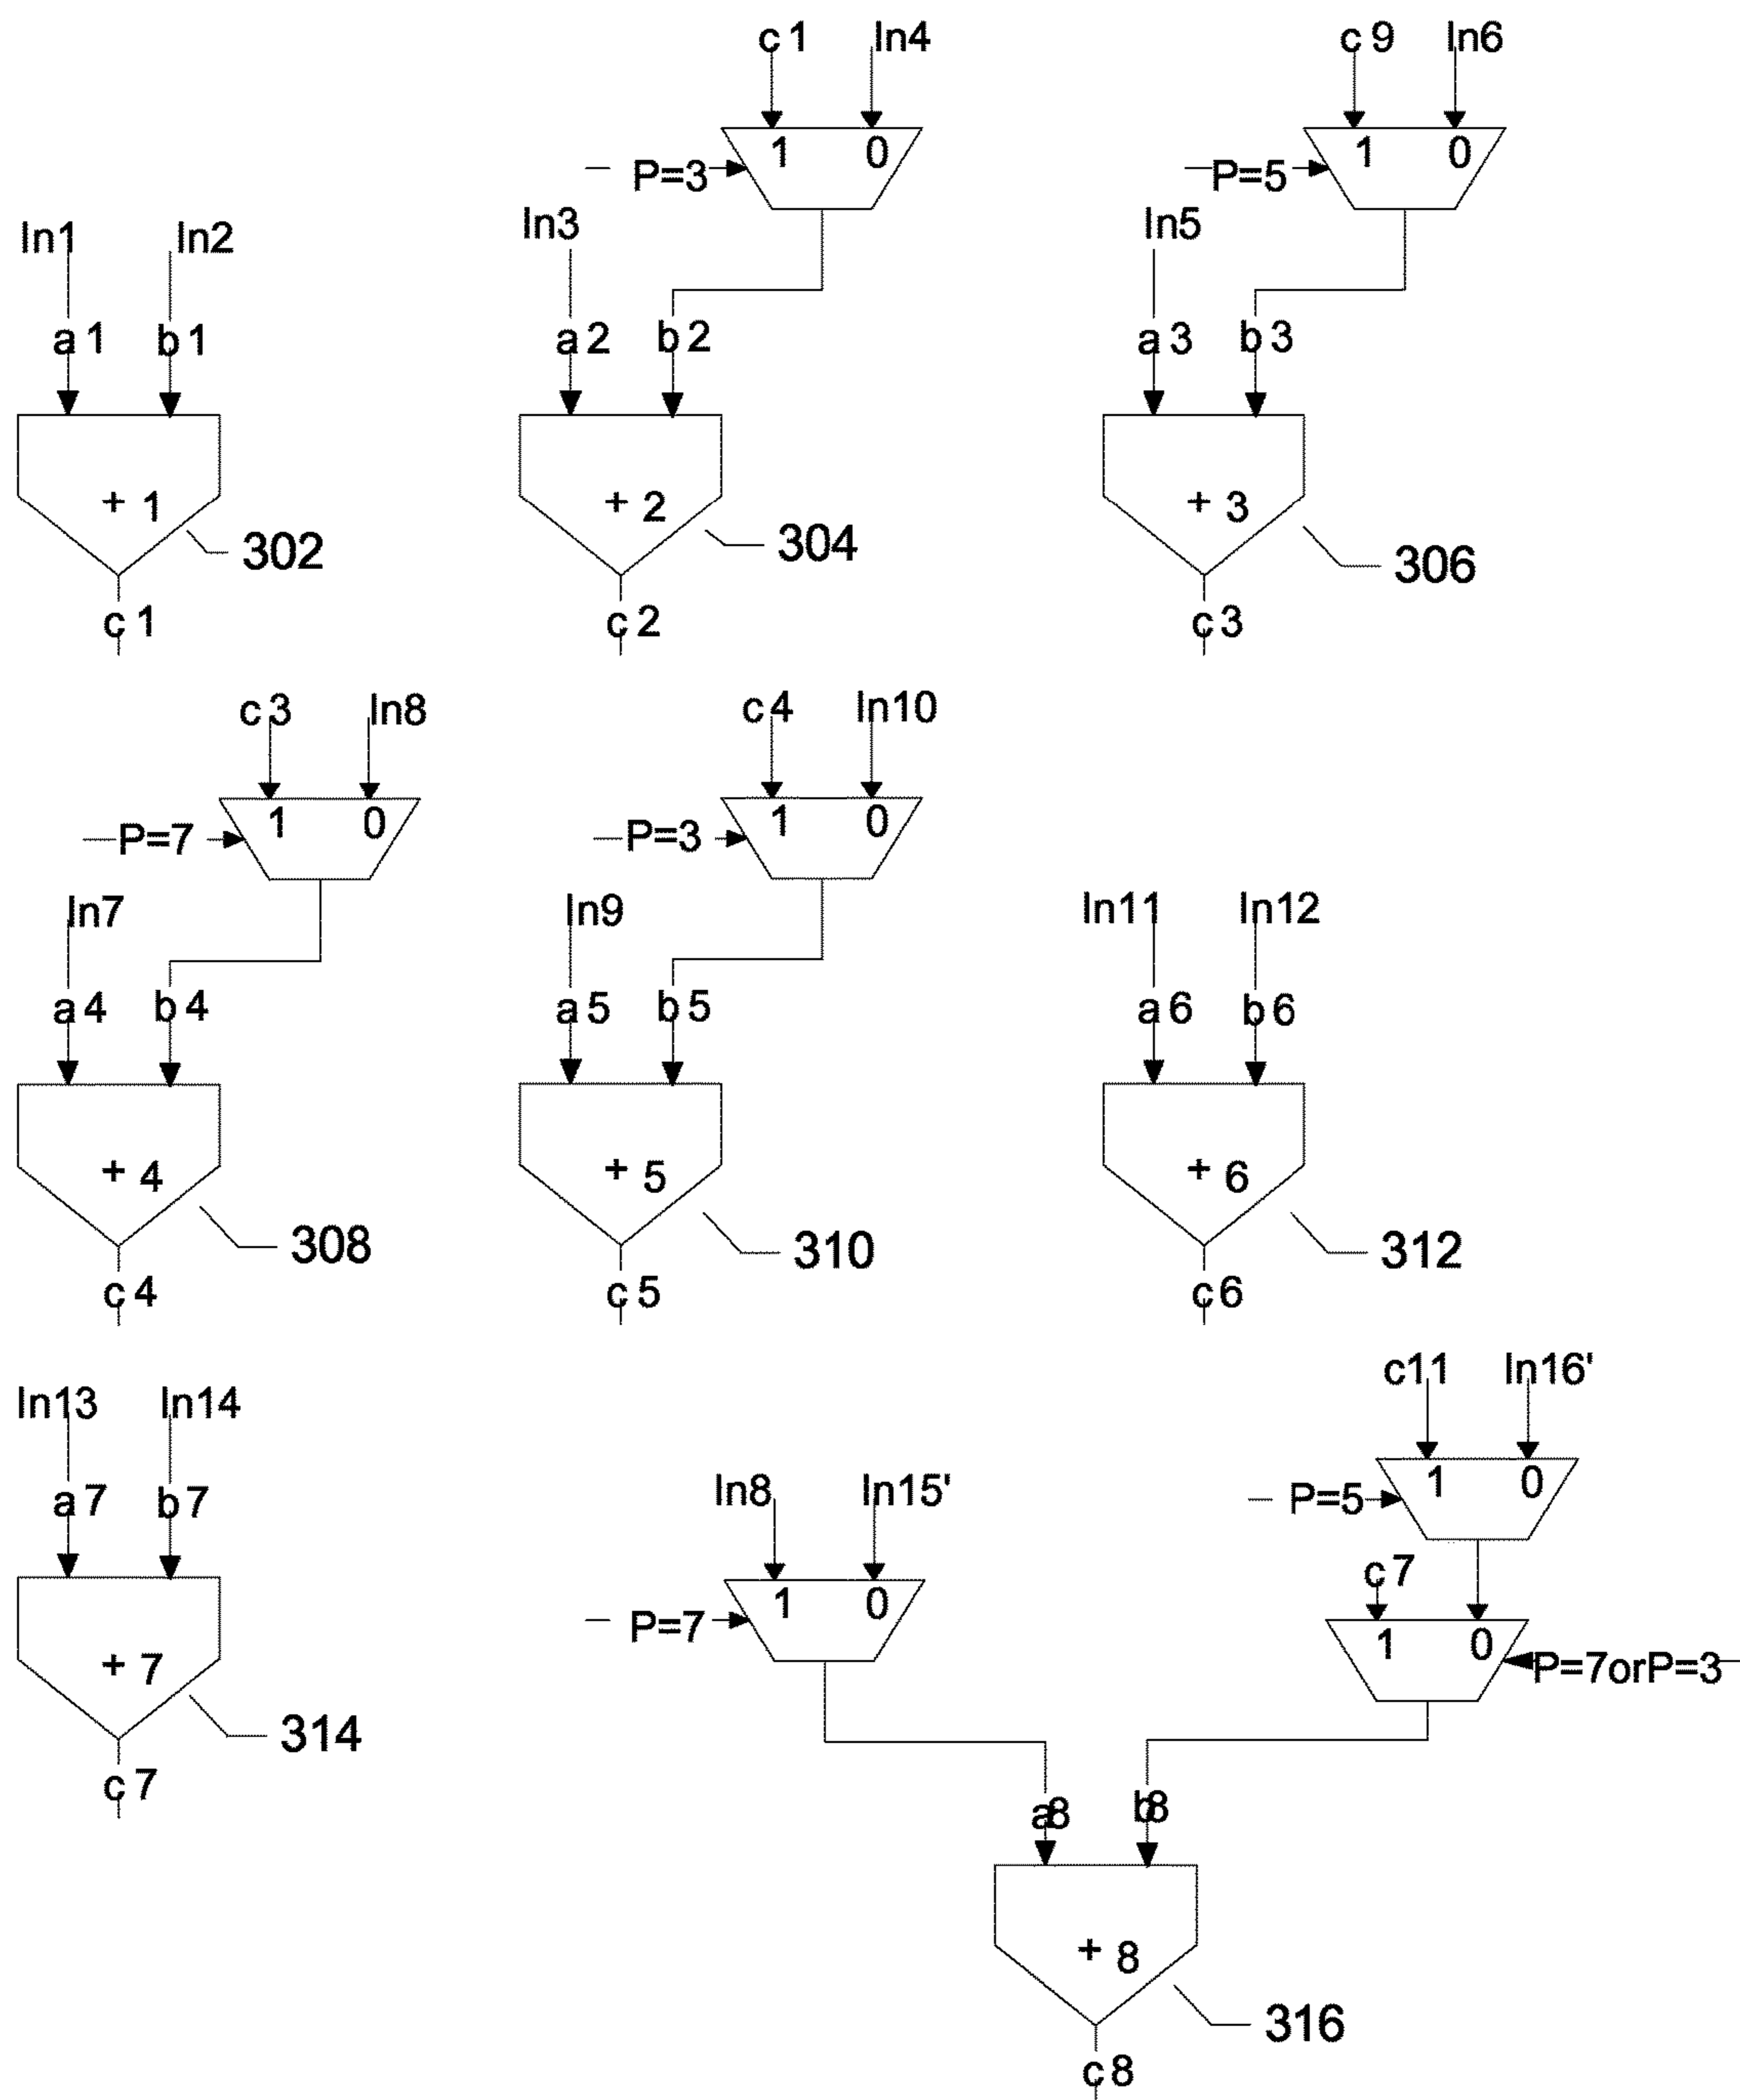 c1 In4
c9 In6
1 0
1 0
P=3
P=5
In1 In2
In3
In5
a1 b1
a2 b2
a3 b3
+ 1
+ 2
+ 3
302
304
306
c1
c2
c3
c3 In8
c4 In10
1 0
1 0
P=7
P=3
In7
In9
In11 In12
a4 b4
a5 b5
a6 b6
+ 4
+ 5
+ 6
308
310
312
c4
c5
c6
c11 In16'
In13 In14
In8 In15'
1 0
a7 b7
P=5
c7
1 0
P=7
1 0
P=7orP=3
+ 7
314
c7
a8 b8
+ 8
316
c8